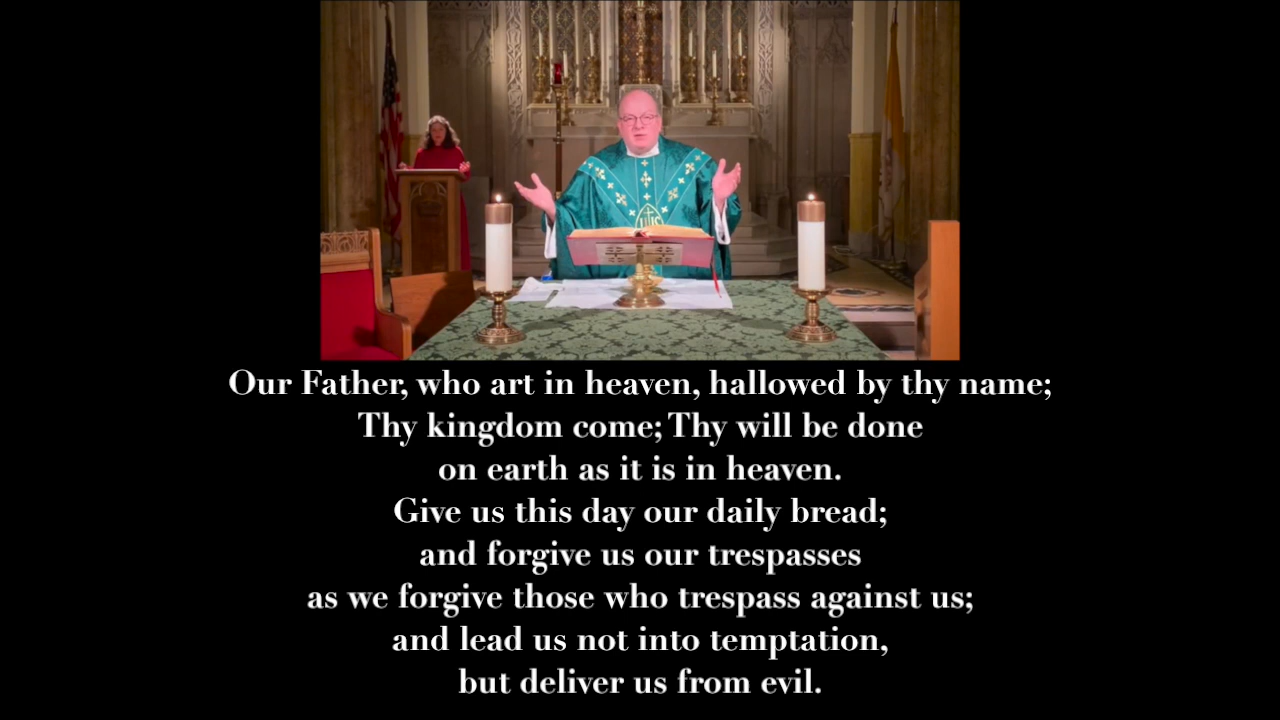 Our Father, who art in heaven, hallowed by thy name;
Thy kingdom come; Thy will be done
on earth as it is in heaven.
Give us this day our daily bread;
and forgive us our trespasses
as we forgive those who trespass against us;
and lead us not into temptation,
but deliver us from evil.